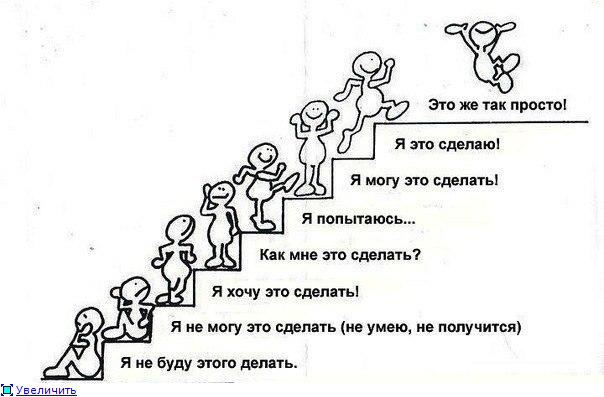 Это же так просто!
Я это сделаю!
Я могу это сделать!
Я попытаюсь...
Как мне это сделать?
Я хочу это сделать!
Я не могу это сделать (не умею, не получится)
Я не буду этого делать.
Увеличить